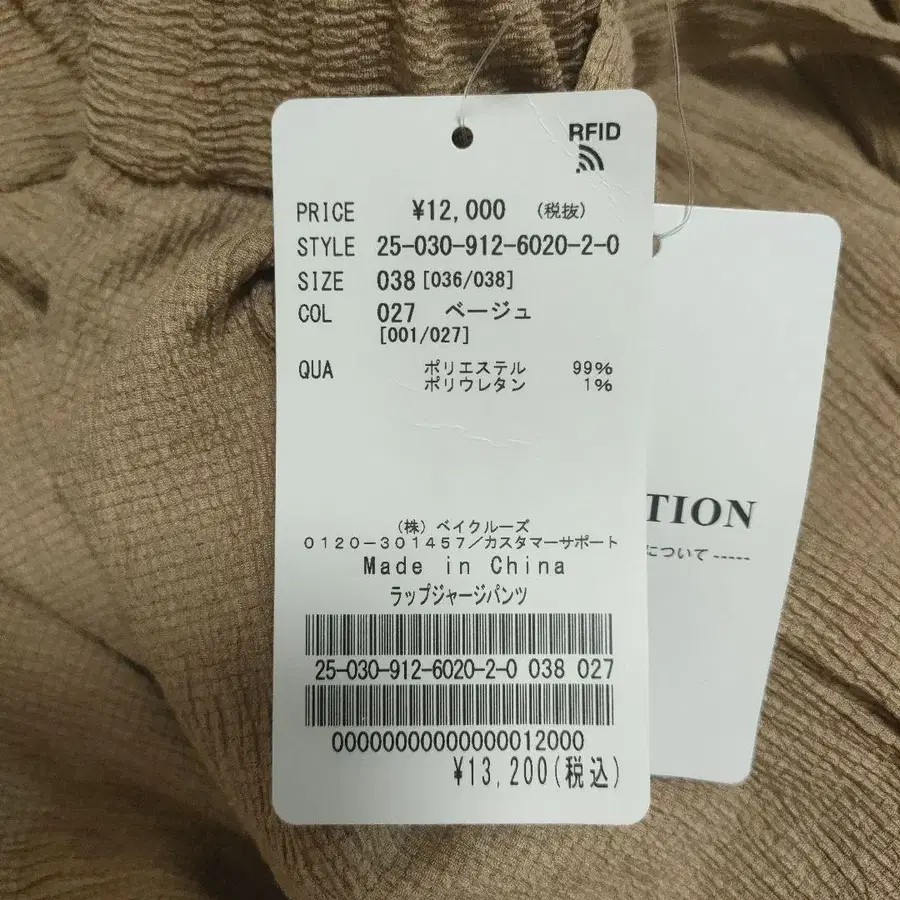 RFID
PRICE ¥12,000 (税抜)
STYLE 25-030-912-6020-2-0
SIZE 038 [036/038]
COL 027 ベージュ
[001/027]
QUA ポリエステル 99%
ポリウレタン 1%
(株) ベイクルーズ
0120-301457/カスタマーサポート
Made in China
ラップジャージパンツ
25-030-912-6020-2-0 038 027
00000000000000012000
¥13,200(税込)
TION
について -----